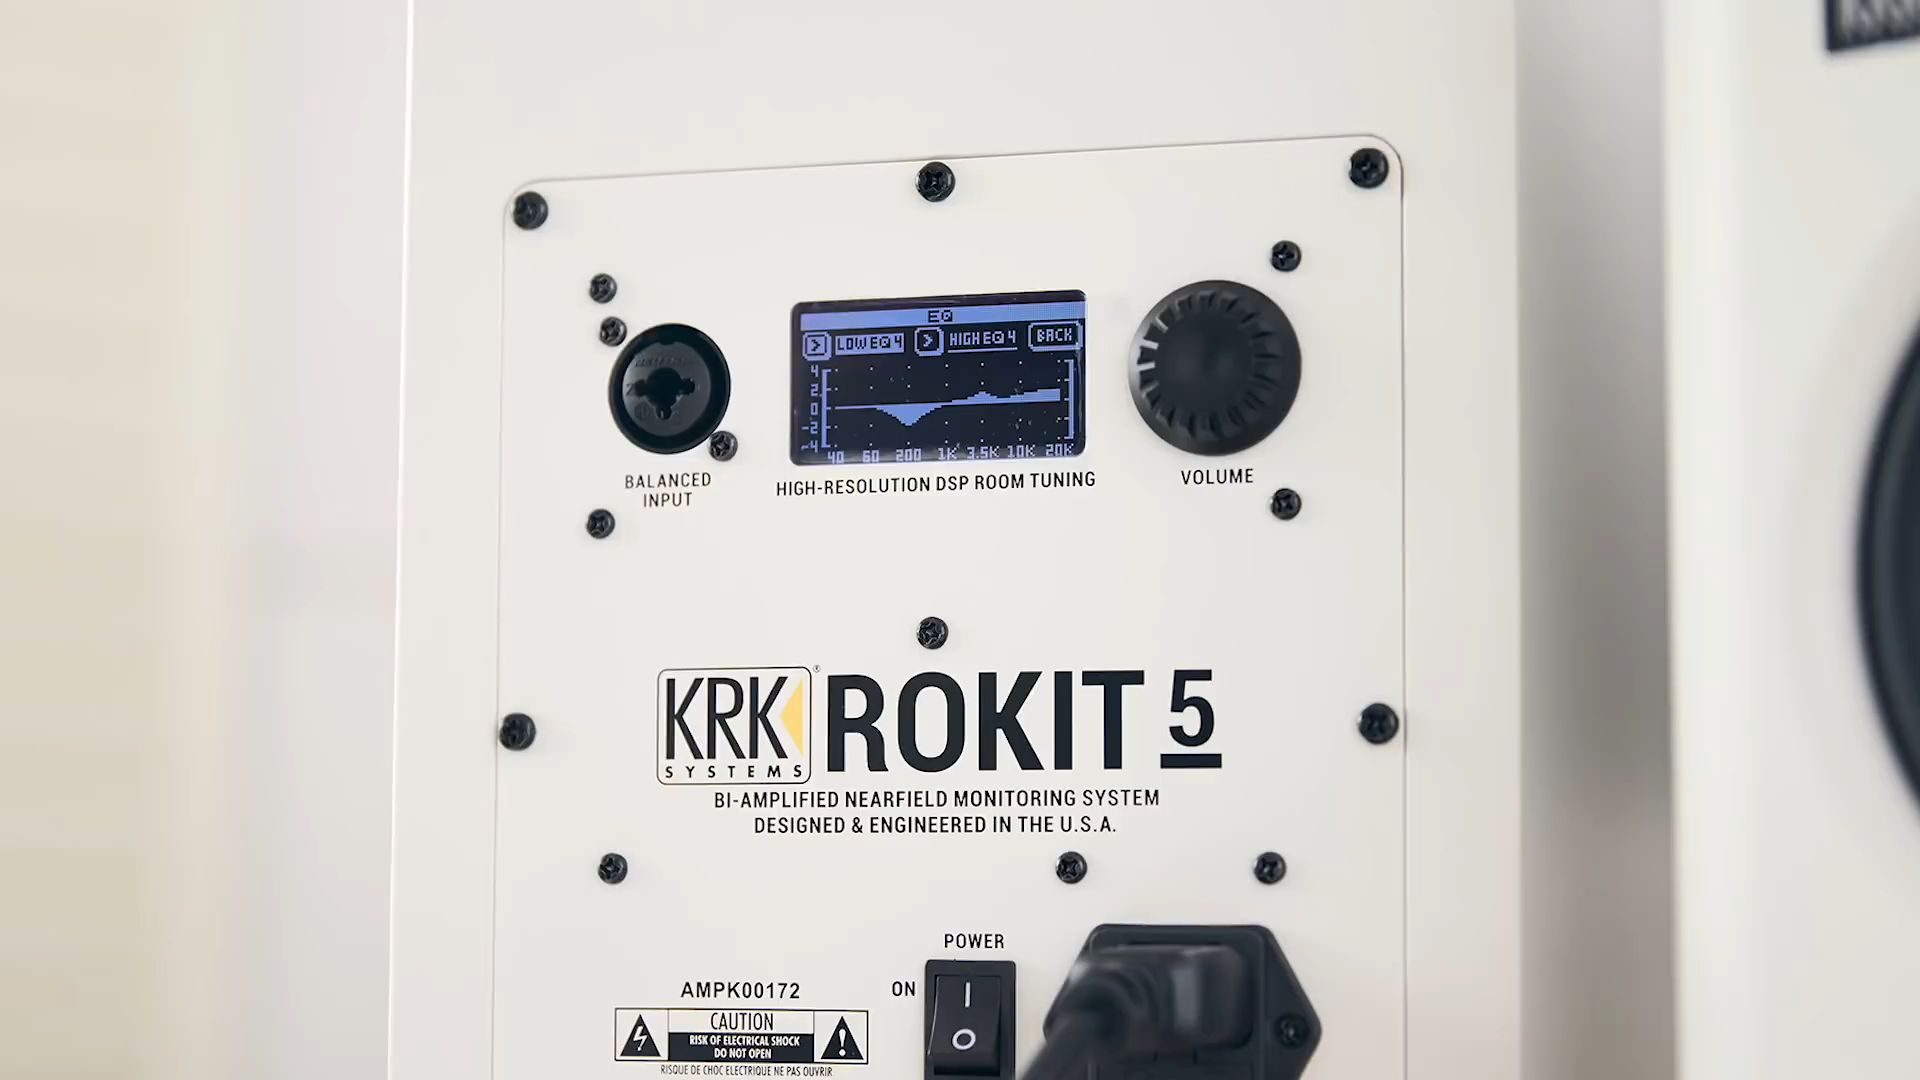 EQ
LOW EQ 4
HIGH EQ 4
BACK
4
2
0
-2
-4
40 60 200 1K 3.5K 10K 20K
BALANCED
INPUT
HIGH-RESOLUTION DSP ROOM TUNING
VOLUME
KRK
SYSTEMS
®
ROKIT 5
BI-AMPLIFIED NEARFIELD MONITORING SYSTEM
DESIGNED & ENGINEERED IN THE U.S.A.
POWER
ON
AMPK00172
CAUTION
RISK OF ELECTRICAL SHOCK
DO NOT OPEN
RISQUE DE CHOC ELECTRIQUE NE PAS OUVRIR